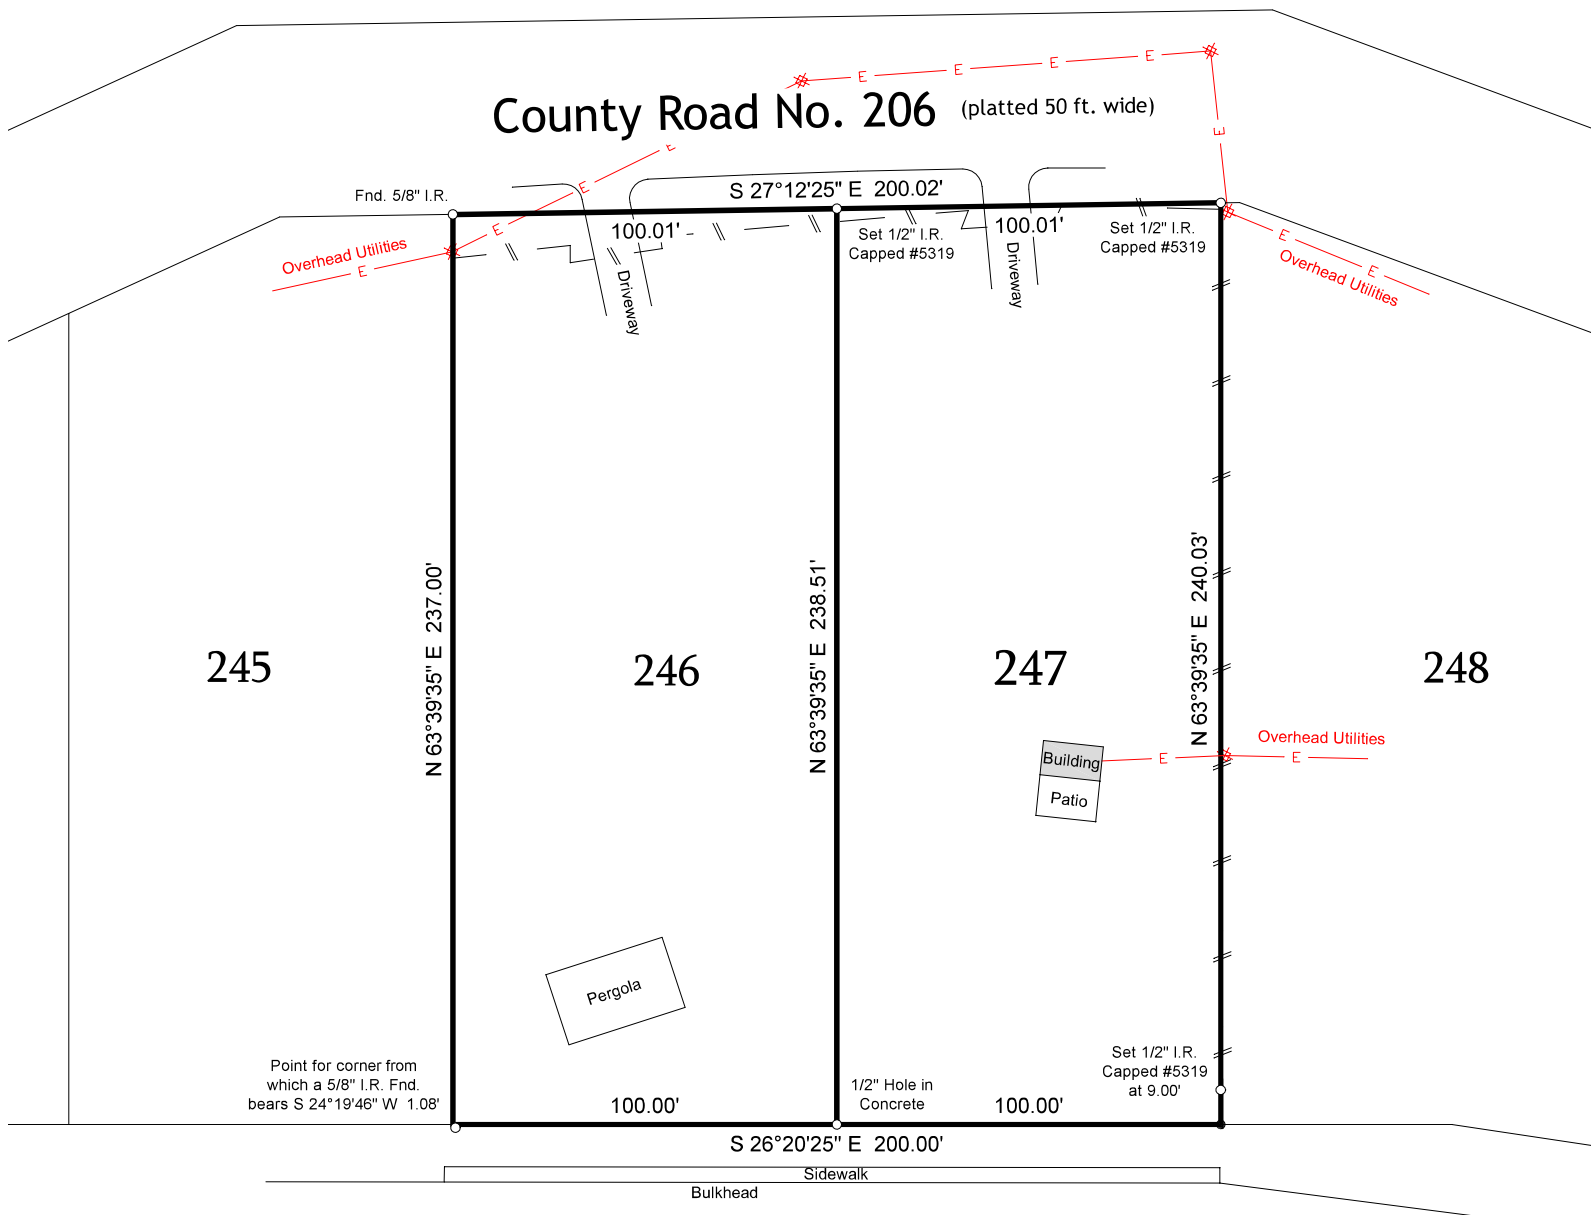 County Road No. 206 (platted 50 ft. wide)
E
E
E
E
E
E
E
Fnd. 5/8" I.R.
S 27°12'25" E 200.02'
100.01'
100.01'
Set 1/2" I.R.
Capped #5319
Set 1/2" I.R.
Capped #5319
Overhead Utilities
E
E
Driveway
Driveway
E
E
Overhead Utilities
N 63°39'35" E 237.00'
N 63°39'35" E 238.51'
N 63°39'35" E 240.03'
245
246
247
248
Building
Patio
E
E
Overhead Utilities
Pergola
Point for corner from
which a 5/8" I.R. Fnd.
bears S 24°19'46" W 1.08'
100.00'
1/2" Hole in
Concrete
100.00'
Set 1/2" I.R.
Capped #5319
at 9.00'
S 26°20'25" E 200.00'
Sidewalk
Bulkhead